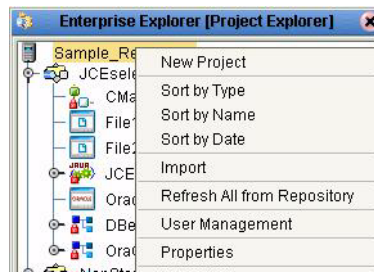 Enterprise Explorer [Project Explorer]
Sample_Re
New Project
JCEsele
Sort by Type
CMa
Sort by Name
File1
Sort by Date
File2
Import
JCE
Refresh All from Repository
Orac
User Management
DBe
Properties
Orac